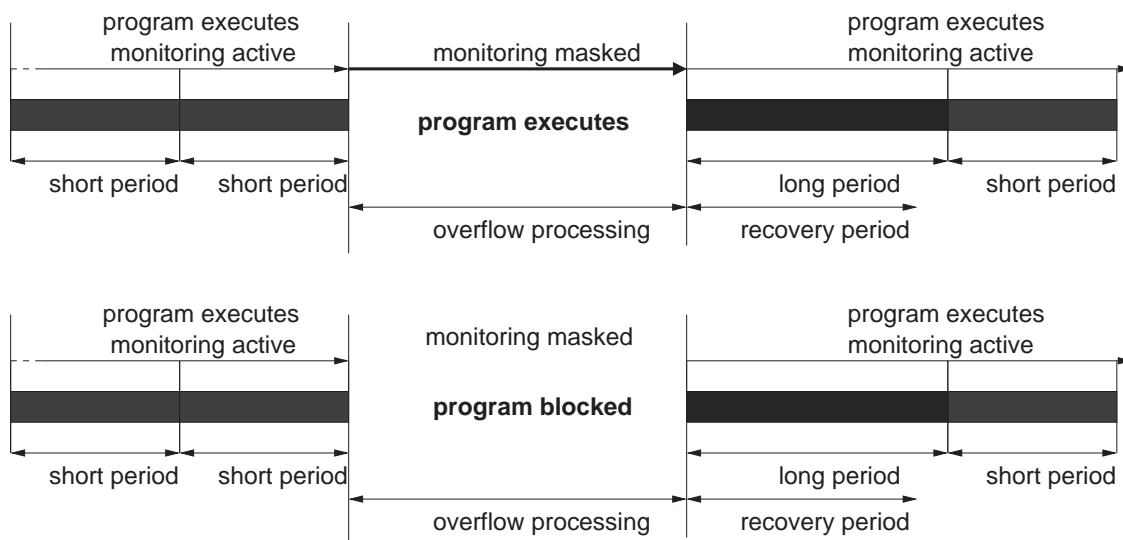 program executes
monitoring active
monitoring masked
program executes
monitoring active
program executes
short period
short period
long period
short period
overflow processing
recovery period
program executes
monitoring active
monitoring masked
program executes
monitoring active
program blocked
short period
short period
long period
short period
overflow processing
recovery period